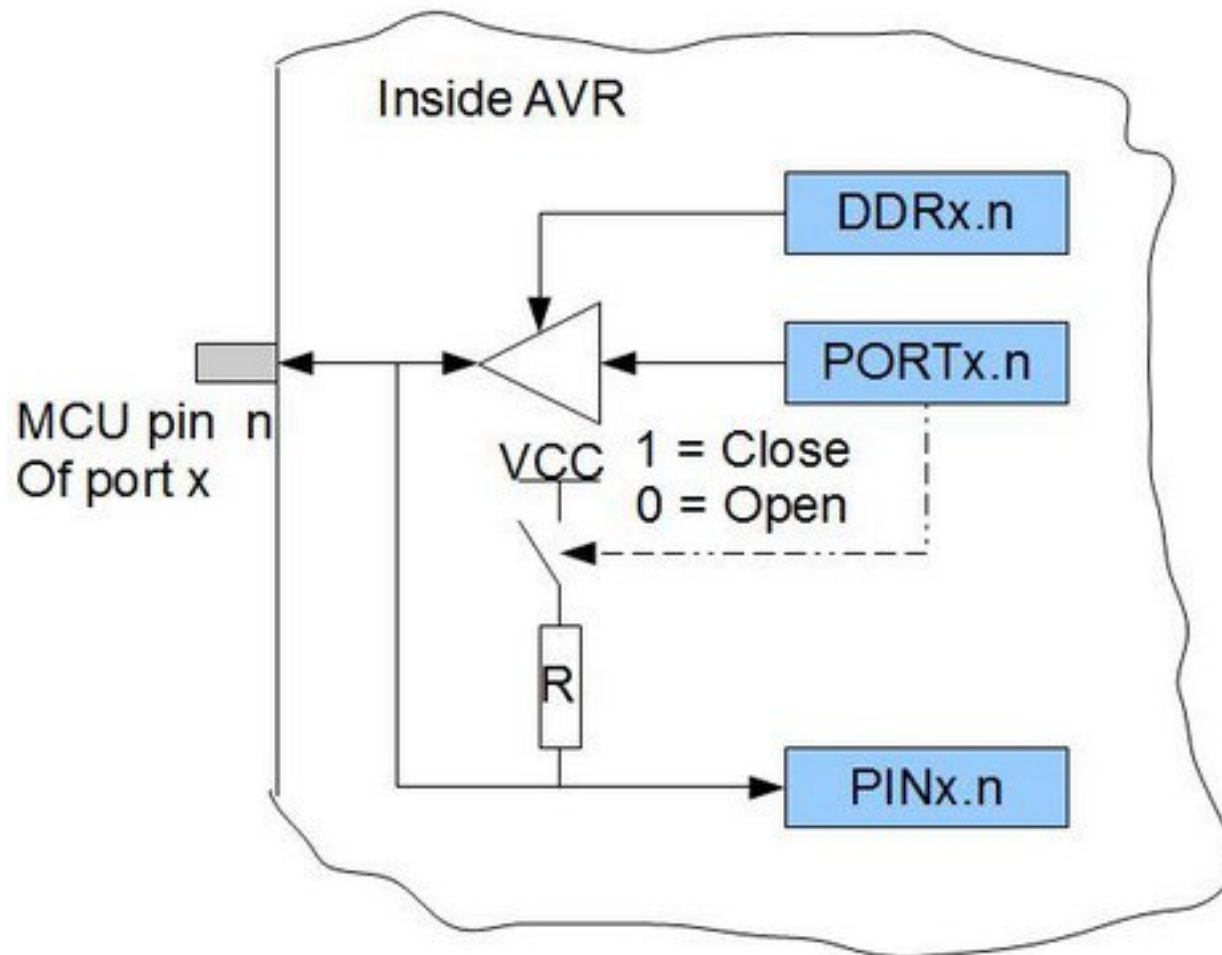 Inside AVR
DDRx.n
PORTx.n
MCU pin n
Of port x
VCC
1 = Close
0 = Open
R
PINx.n